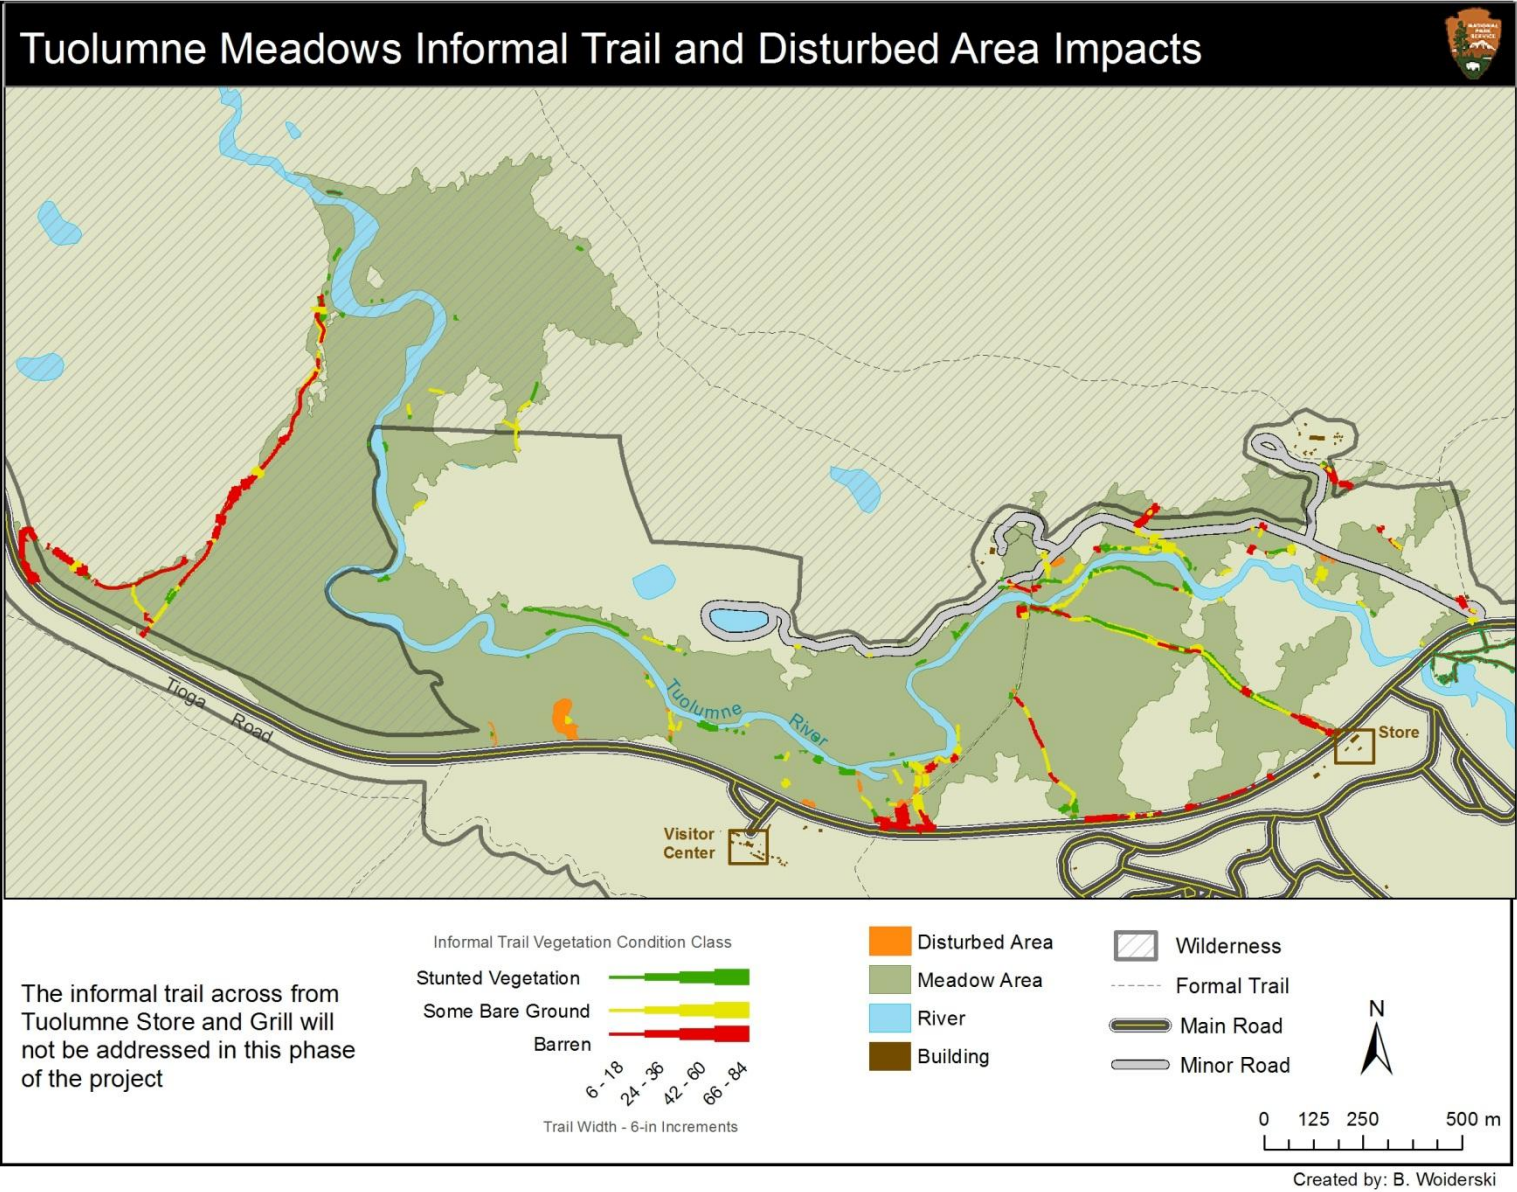 Tuolumne Meadows Informal Trail and Disturbed Area Impacts
NATIONAL
PARK
SERVICE
Tioga Road
Tuolumne River
Store
Visitor
Center
The informal trail across from
Tuolumne Store and Grill will
not be addressed in this phase
of the project
Informal Trail Vegetation Condition Class
Stunted Vegetation
Some Bare Ground
Barren
6 - 18
24 - 36
42 - 60
66 - 84
Trail Width - 6-in Increments
Disturbed Area
Meadow Area
River
Building
Wilderness
Formal Trail
Main Road
Minor Road
N
0 125 250 500 m
Created by: B. Woiderski